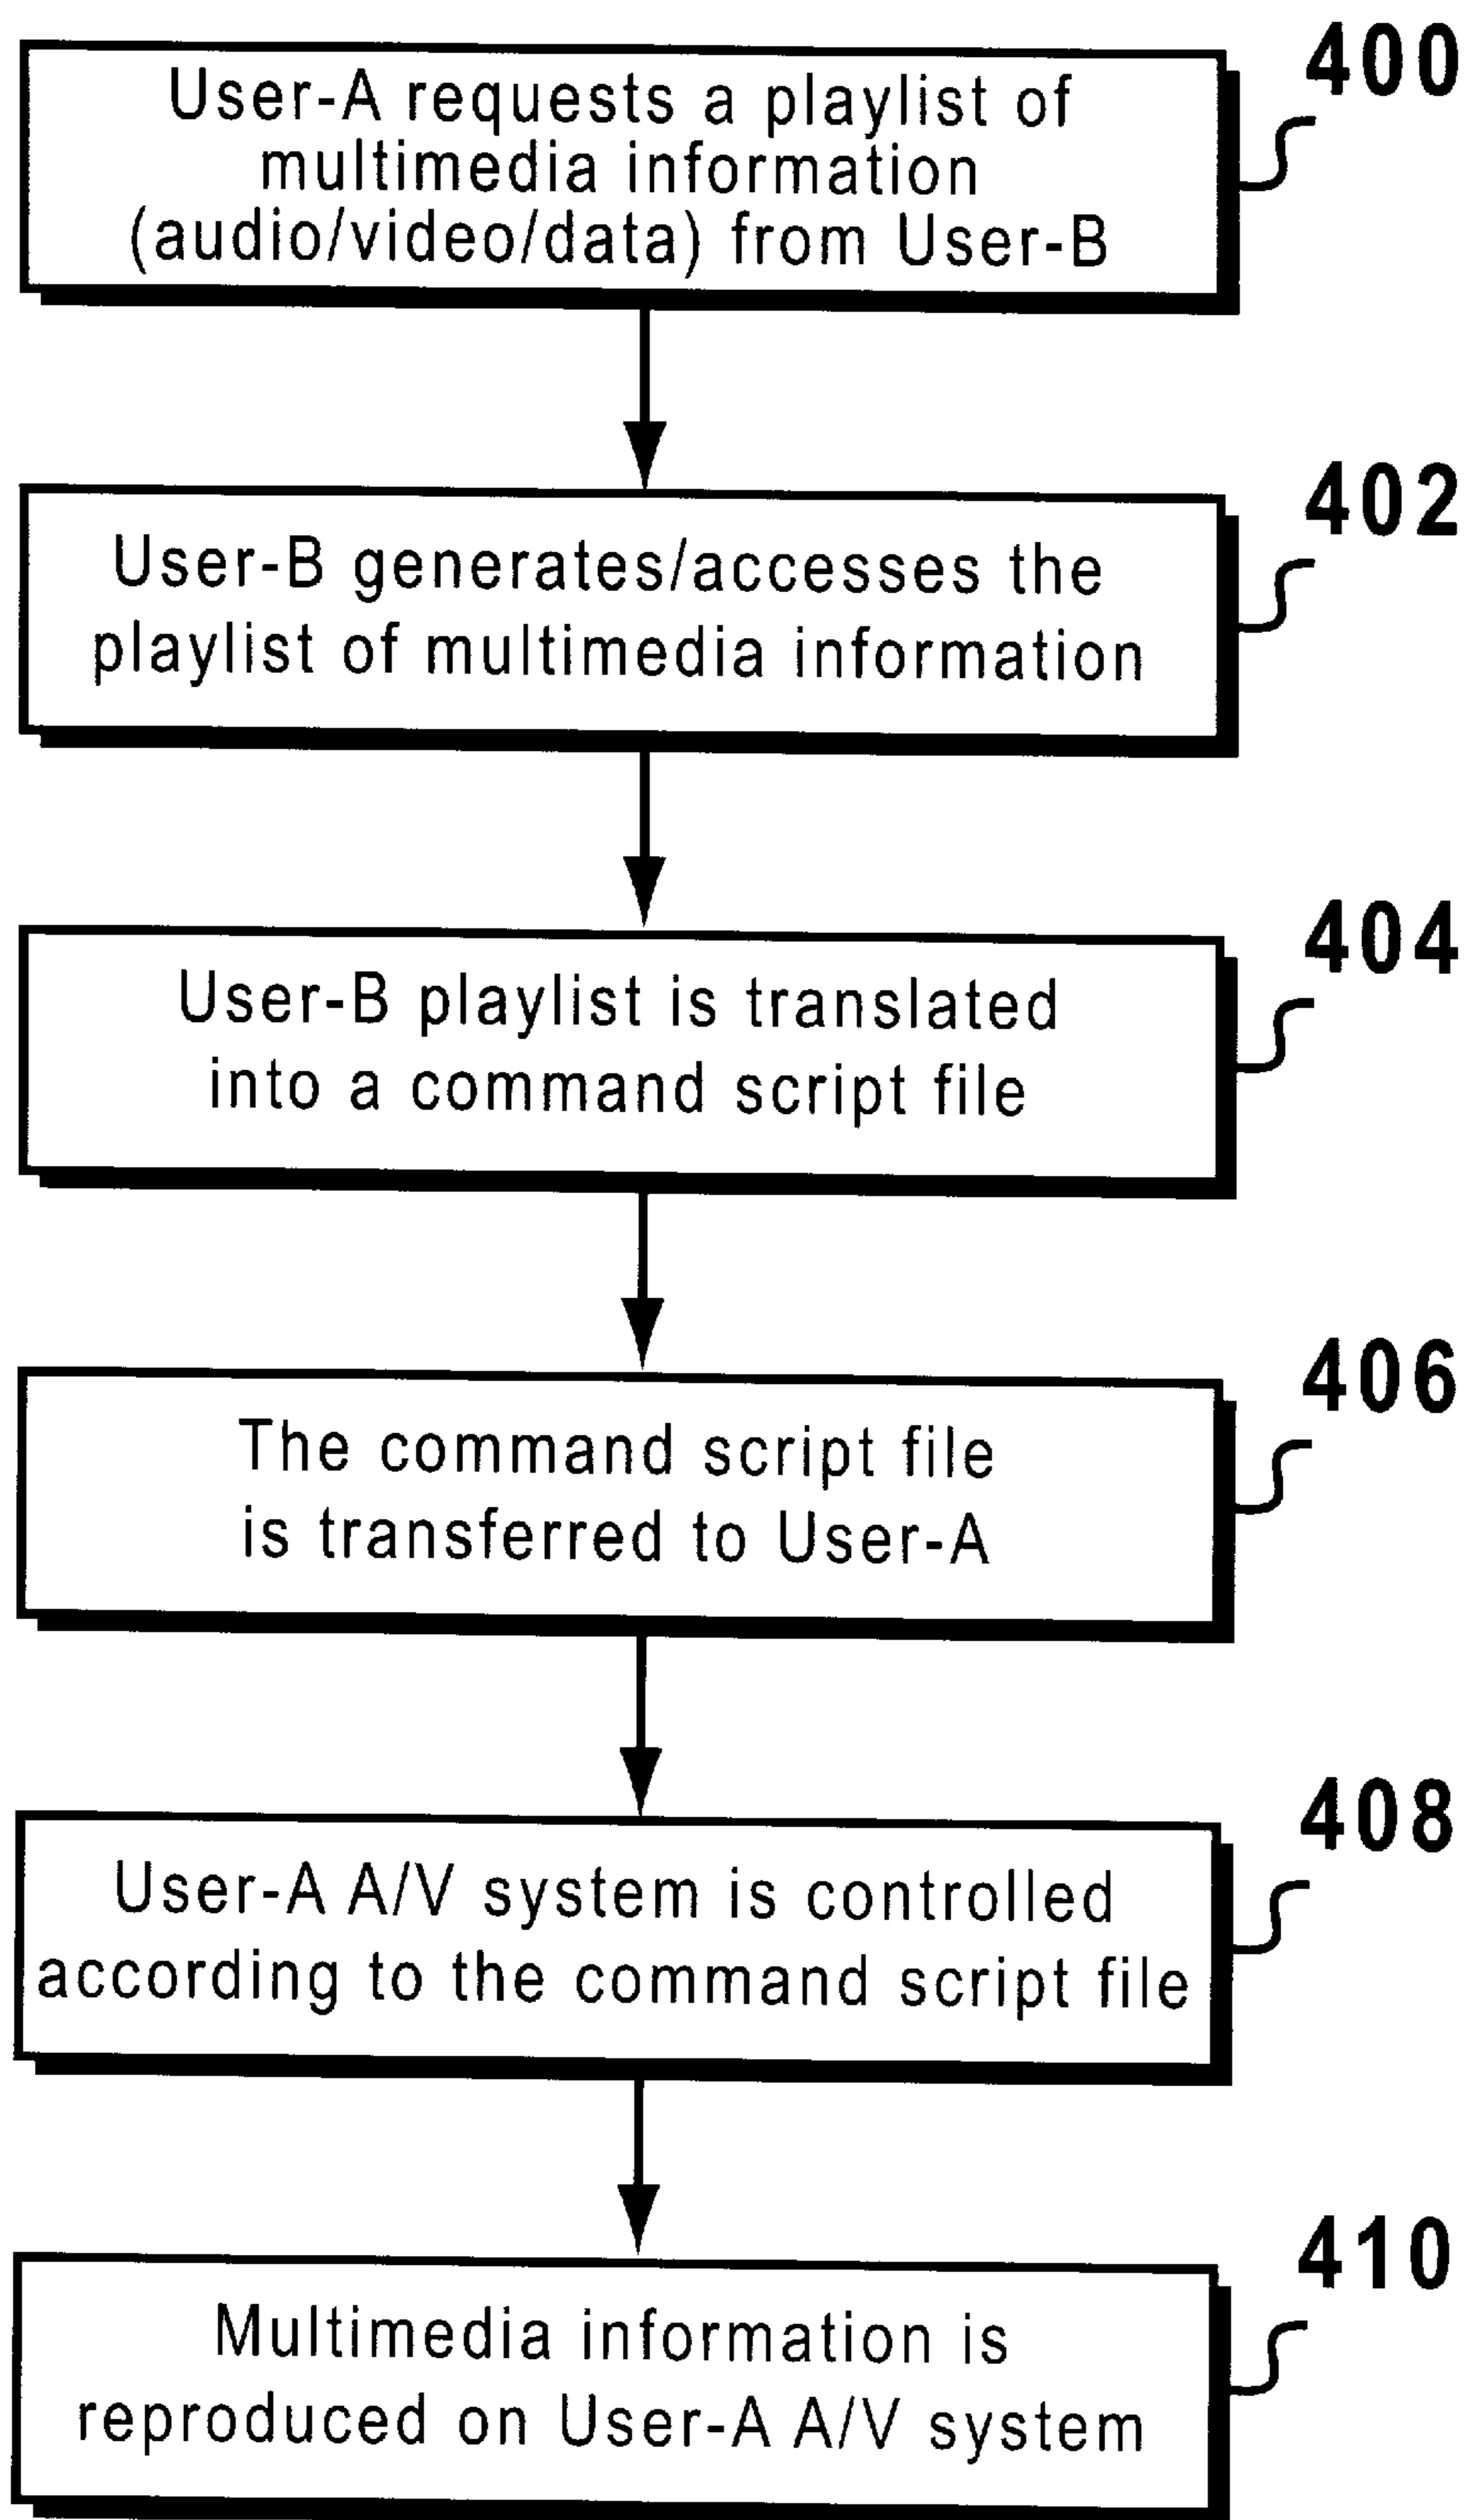 400
User-A requests a playlist of
multimedia information
(audio/video/data) from User-B
402
User-B generates/accesses the
playlist of multimedia information
404
User-B playlist is translated
into a command script file
406
The command script file
is transferred to User-A
408
User-A A/V system is controlled
according to the command script file
410
Multimedia information is
reproduced on User-A A/V system